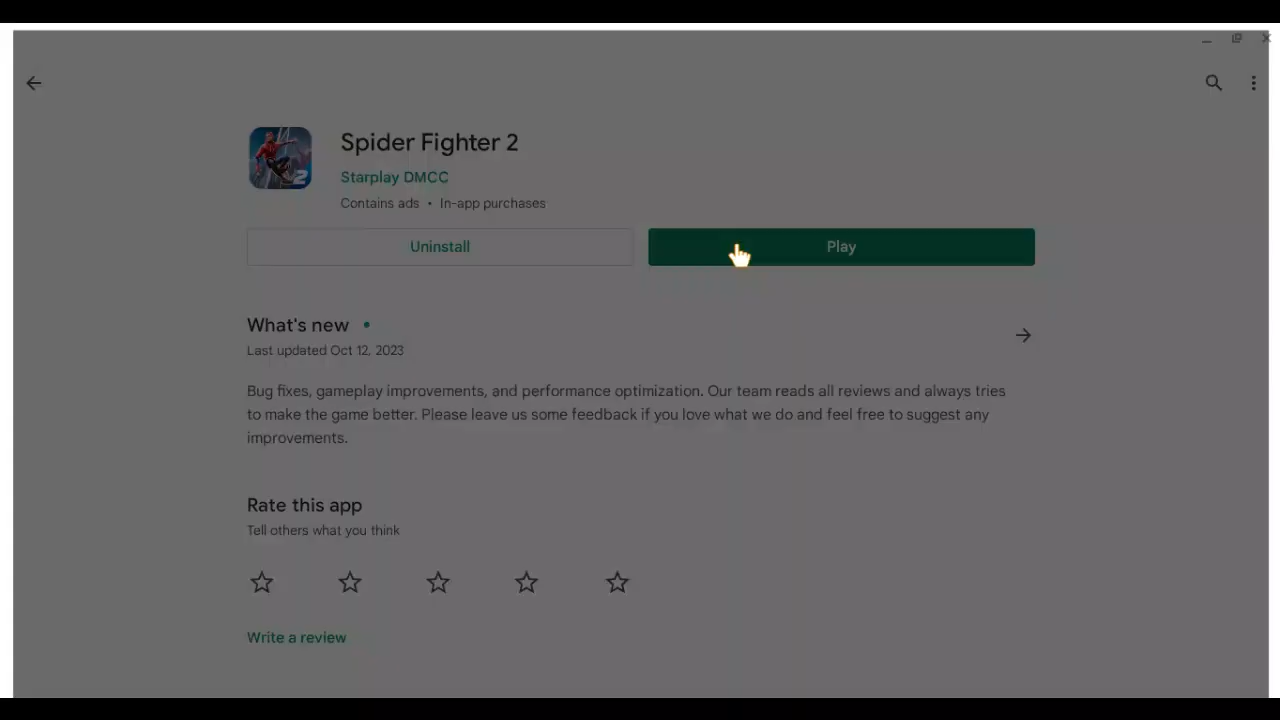 Spider Fighter 2
Starplay DMCC
Contains ads • In-app purchases
Uninstall
Play
What's new •
Last updated Oct 12, 2023
Bug fixes, gameplay improvements, and performance optimization. Our team reads all reviews and always tries
to make the game better. Please leave us some feedback if you love what we do and feel free to suggest any
improvements.
Rate this app
Tell others what you think
Write a review